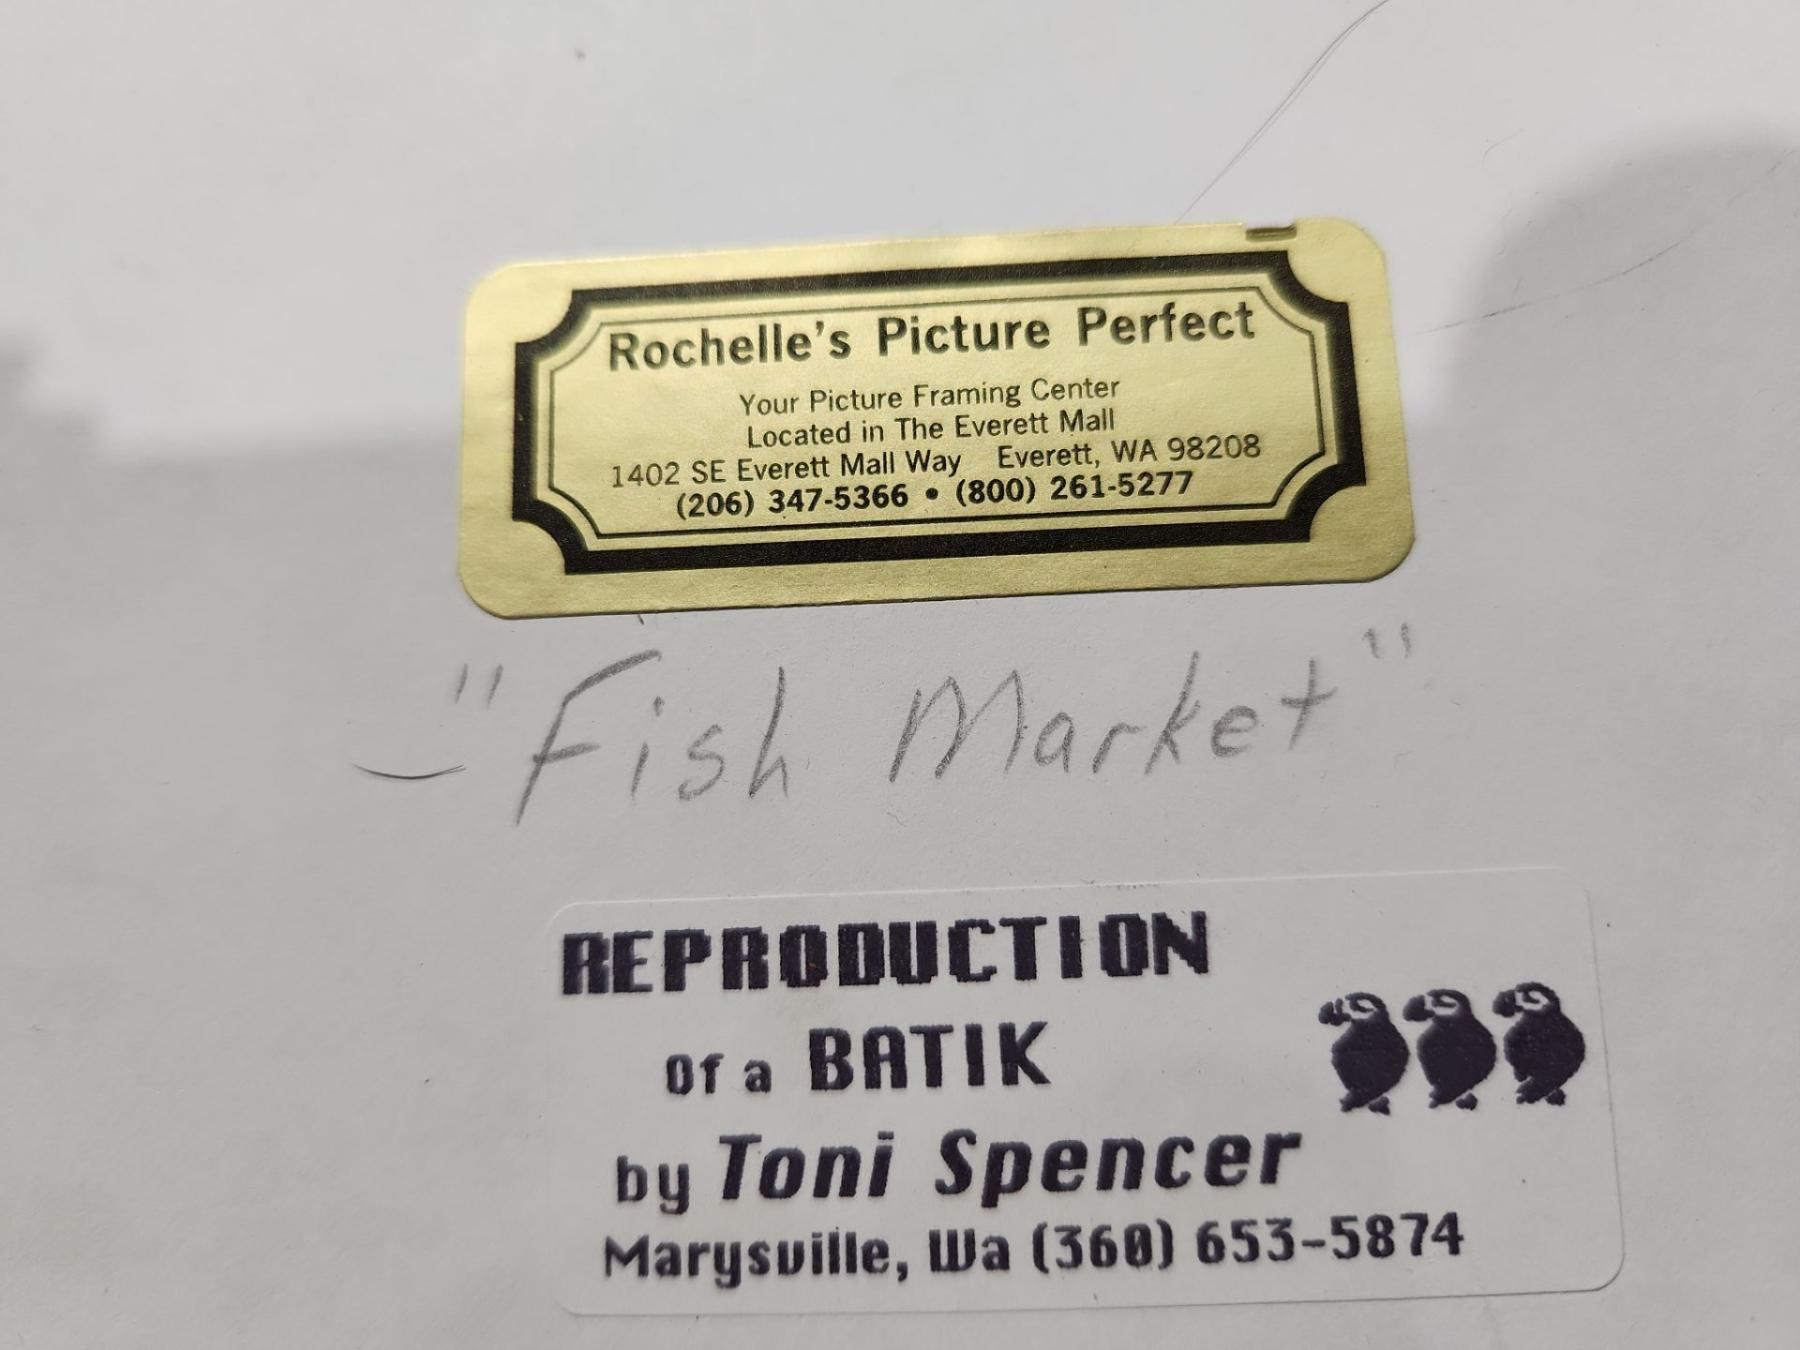 Rochelle's Picture Perfect
Your Picture Framing Center
Located in The Everett Mall
1402 SE Everett Mall Way Everett, WA 98208
(206) 347-5366 • (800) 261-5277
"Fish Market"
REPRODUCTION
Of a BATIK
by Toni Spencer
Marysville, Wa (360) 653-5874